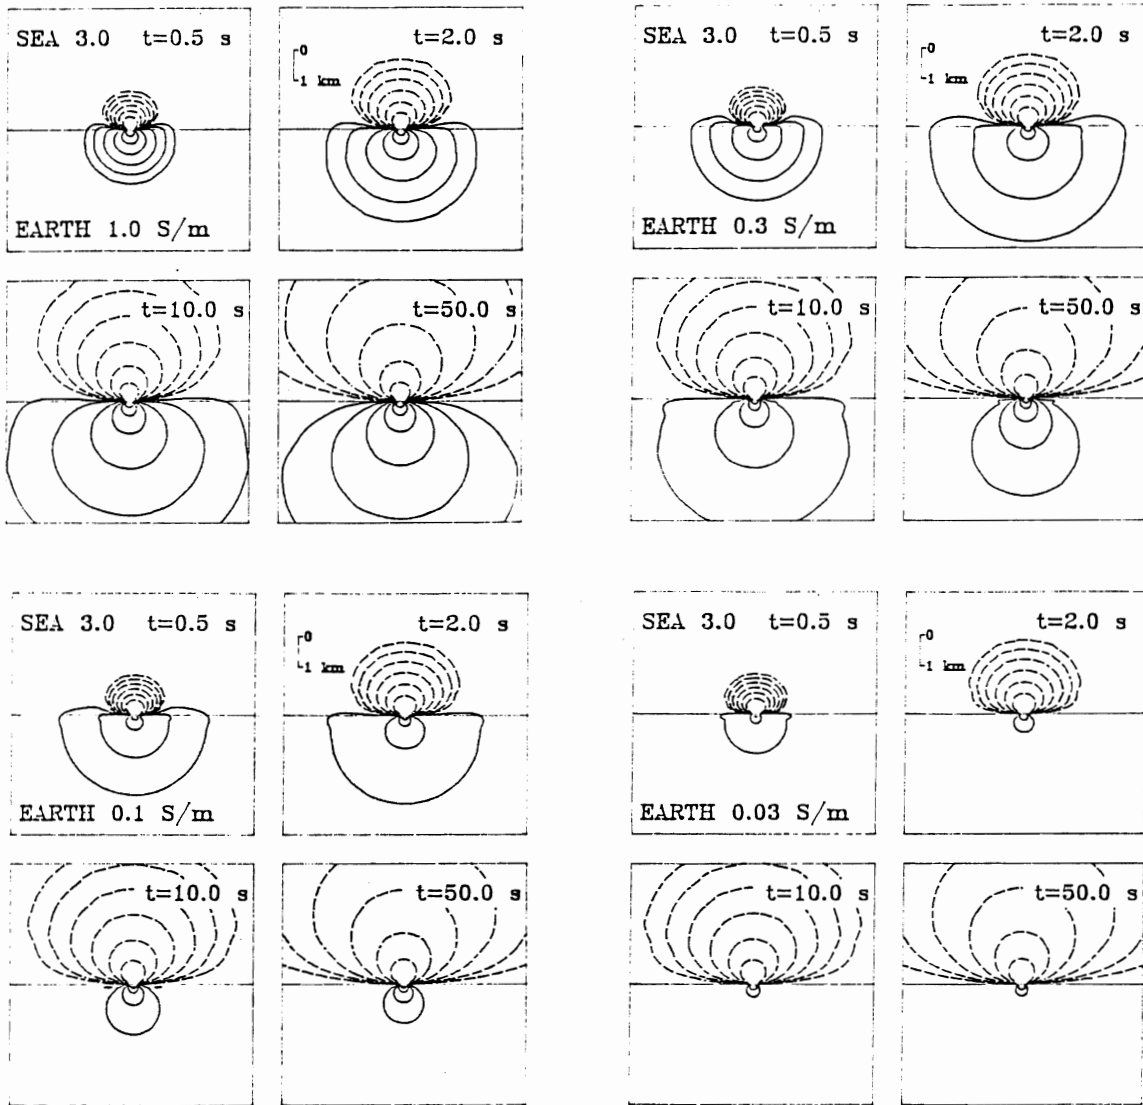 SEA 3.0 t=0.5 s
t=2.0 s
0
1 km
EARTH 1.0 S/m
t=10.0 s
t=50.0 s
SEA 3.0 t=0.5 s
t=2.0 s
0
1 km
EARTH 0.3 S/m
t=10.0 s
t=50.0 s
SEA 3.0 t=0.5 s
t=2.0 s
0
1 km
EARTH 0.1 S/m
t=10.0 s
t=50.0 s
SEA 3.0 t=0.5 s
t=2.0 s
0
1 km
EARTH 0.03 S/m
t=10.0 s
t=50.0 s